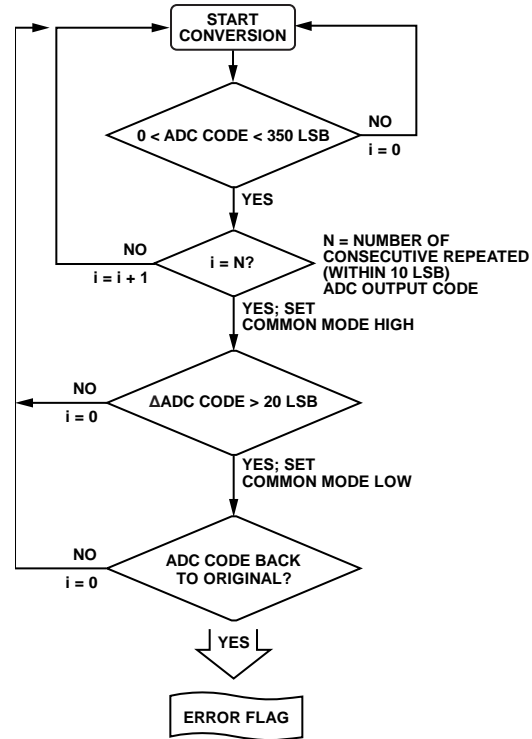 START
CONVERSION
0 < ADC CODE < 350 LSB
NO
i = 0
YES
NO
i = i + 1
i = N?
N = NUMBER OF
CONSECUTIVE REPEATED
(WITHIN 10 LSB)
ADC OUTPUT CODE
YES; SET
COMMON MODE HIGH
NO
i = 0
ΔADC CODE > 20 LSB
YES; SET
COMMON MODE LOW
NO
i = 0
ADC CODE BACK
TO ORIGINAL?
YES
ERROR FLAG